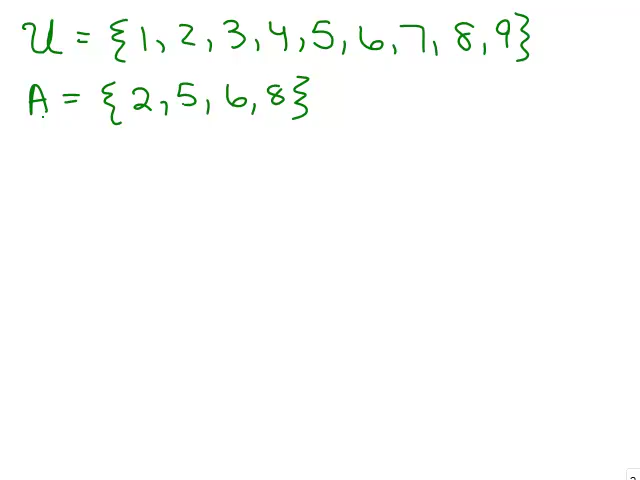 U = {1, 2, 3, 4, 5, 6, 7, 8, 9}
A = {2, 5, 6, 8}